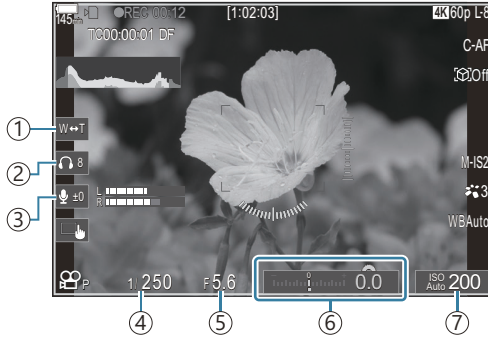 145min ●REC 00:12 [1:02:03] 4K 60p L-8
TC00:00:01 DF
C-AF
Off
① W↔T
② 8
M-IS2
③ ±0 L R
3
WBAuto
P 1/250 F5.6 0 0.0 ISO Auto 200
④ ⑤ ⑥ ⑦